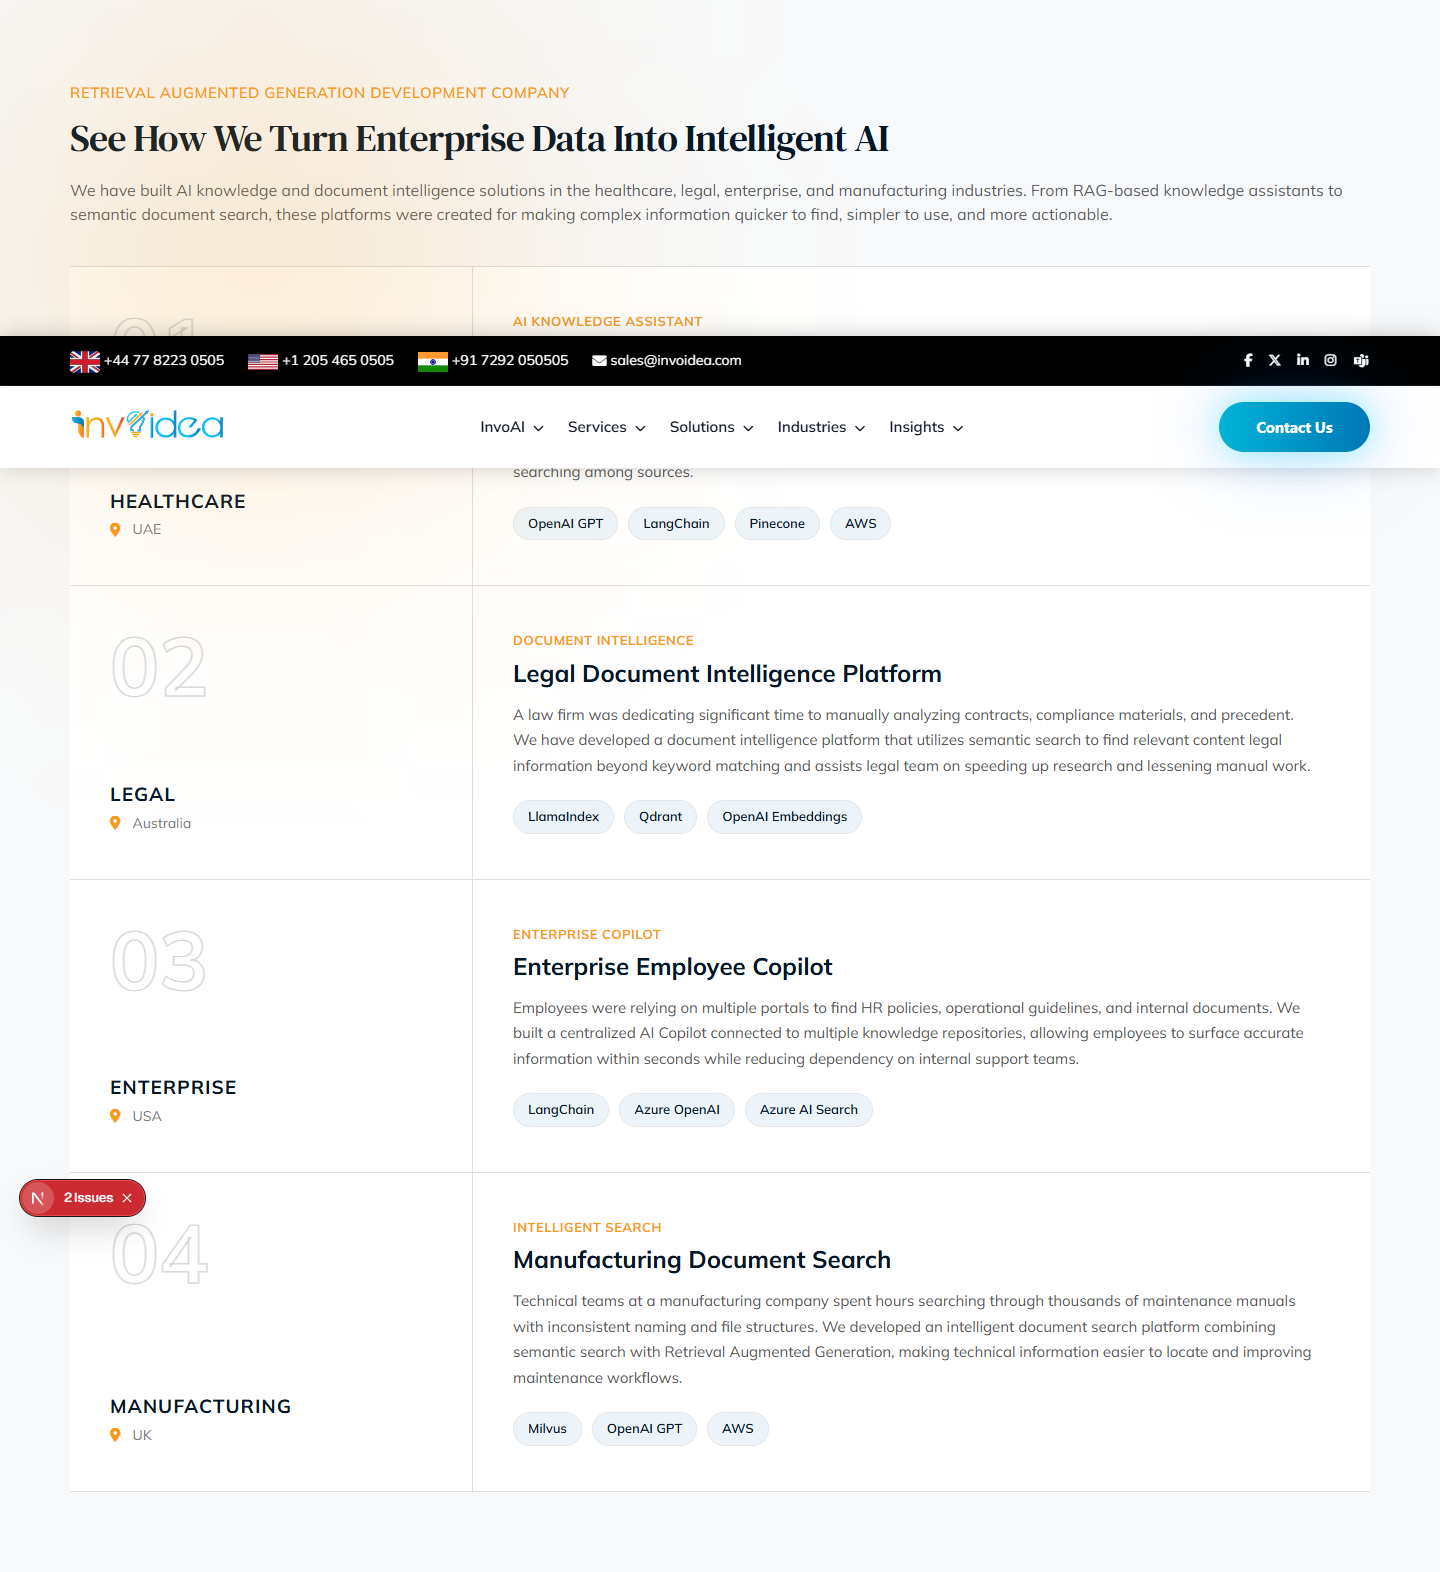 RETRIEVAL AUGMENTED GENERATION DEVELOPMENT COMPANY
See How We Turn Enterprise Data Into Intelligent AI
We have built AI knowledge and document intelligence solutions in the healthcare, legal, enterprise, and manufacturing industries. From RAG-based knowledge assistants to
semantic document search, these platforms were created for making complex information quicker to find, simpler to use, and more actionable.
01
AI KNOWLEDGE ASSISTANT
+44 77 8223 0505 +1 205 465 0505 +91 7292 050505 sales@invoidea.com
invoidea
InvoAI Services Solutions Industries Insights
Contact Us
searching among sources.
HEALTHCARE
UAE
OpenAI GPT LangChain Pinecone AWS
02
DOCUMENT INTELLIGENCE
Legal Document Intelligence Platform
A law firm was dedicating significant time to manually analyzing contracts, compliance materials, and precedent.
We have developed a document intelligence platform that utilizes semantic search to find relevant content legal
information beyond keyword matching and assists legal team on speeding up research and lessening manual work.
LEGAL
Australia
LlamaIndex Qdrant OpenAI Embeddings
03
ENTERPRISE COPILOT
Enterprise Employee Copilot
Employees were relying on multiple portals to find HR policies, operational guidelines, and internal documents. We
built a centralized AI Copilot connected to multiple knowledge repositories, allowing employees to surface accurate
information within seconds while reducing dependency on internal support teams.
ENTERPRISE
USA
LangChain Azure OpenAI Azure AI Search
N 2 Issues
04
INTELLIGENT SEARCH
Manufacturing Document Search
Technical teams at a manufacturing company spent hours searching through thousands of maintenance manuals
with inconsistent naming and file structures. We developed an intelligent document search platform combining
semantic search with Retrieval Augmented Generation, making technical information easier to locate and improving
maintenance workflows.
MANUFACTURING
UK
Milvus OpenAI GPT AWS